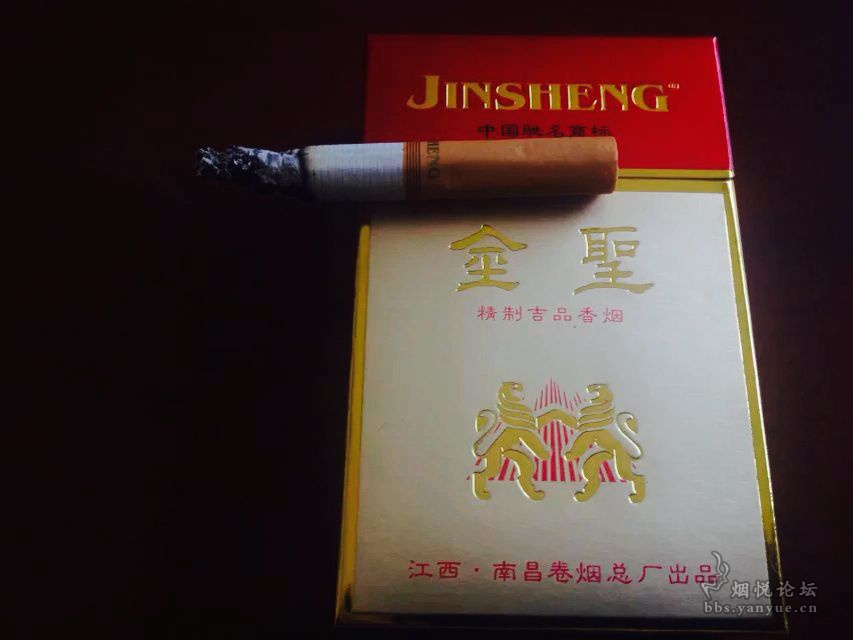 JINSHENG
中国驰名商标
HENG
金聖
精制吉品香烟
江西·南昌卷烟总厂出品
烟悦论坛
bbs.yanyue.cn